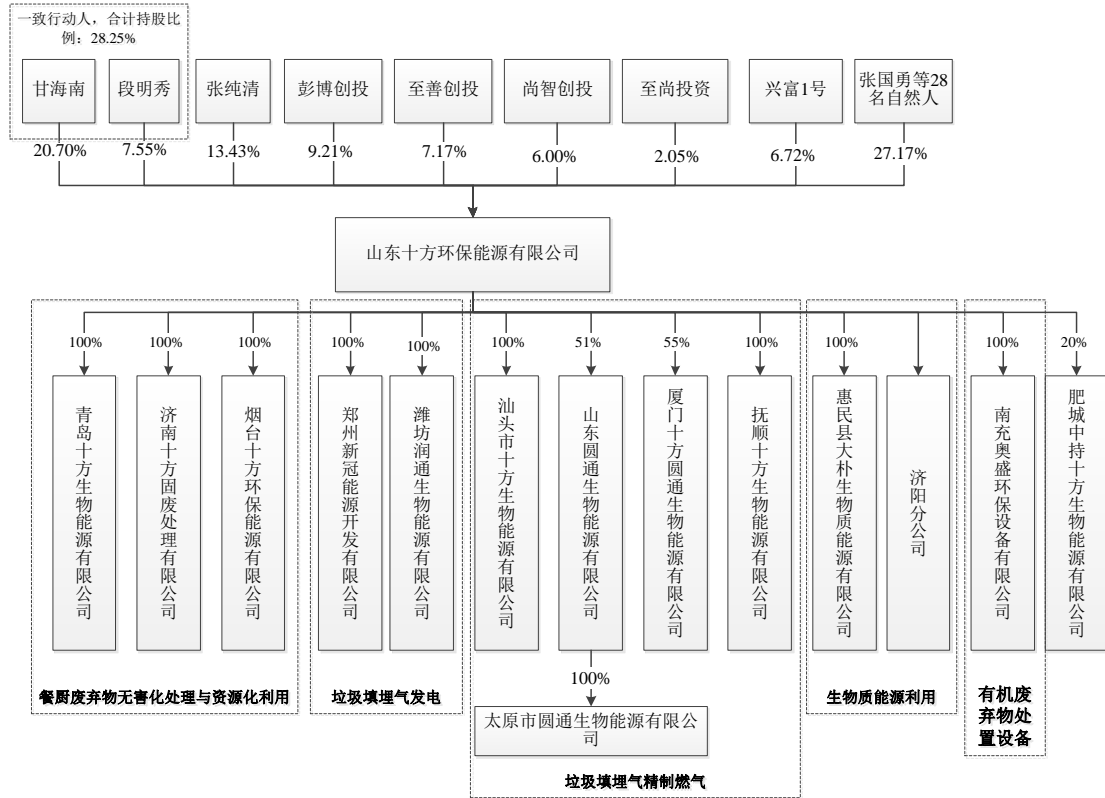 一致行动人，合计持股比
例：28.25%
甘海南
段明秀
张纯清
彭博创投
至善创投
尚智创投
至尚投资
兴富1号
张国勇等28
名自然人
20.70%
7.55%
13.43%
9.21%
7.17%
6.00%
2.05%
6.72%
27.17%
山东十方环保能源有限公司
100%
100%
100%
100%
100%
100%
51%
55%
100%
100%
100%
20%
青岛十方生物能源有限公司
济南十方固废处理有限公司
烟台十方环保能源有限公司
郑州新冠能源开发有限公司
潍坊润通生物能源有限公司
汕头市十方生物能源有限公司
山东圆通生物能源有限公司
厦门十方圆通生物能源有限公司
抚顺十方生物能源有限公司
惠民县大朴生物质能源有限公司
济阳分公司
南充奥盛环保设备有限公司
肥城中持十方生物能源有限公司
100%
太原市圆通生物能源有限公
司
餐厨废弃物无害化处理与资源化利用
垃圾填埋气发电
垃圾填埋气精制燃气
生物质能源利用
有机废
弃物处
置设备